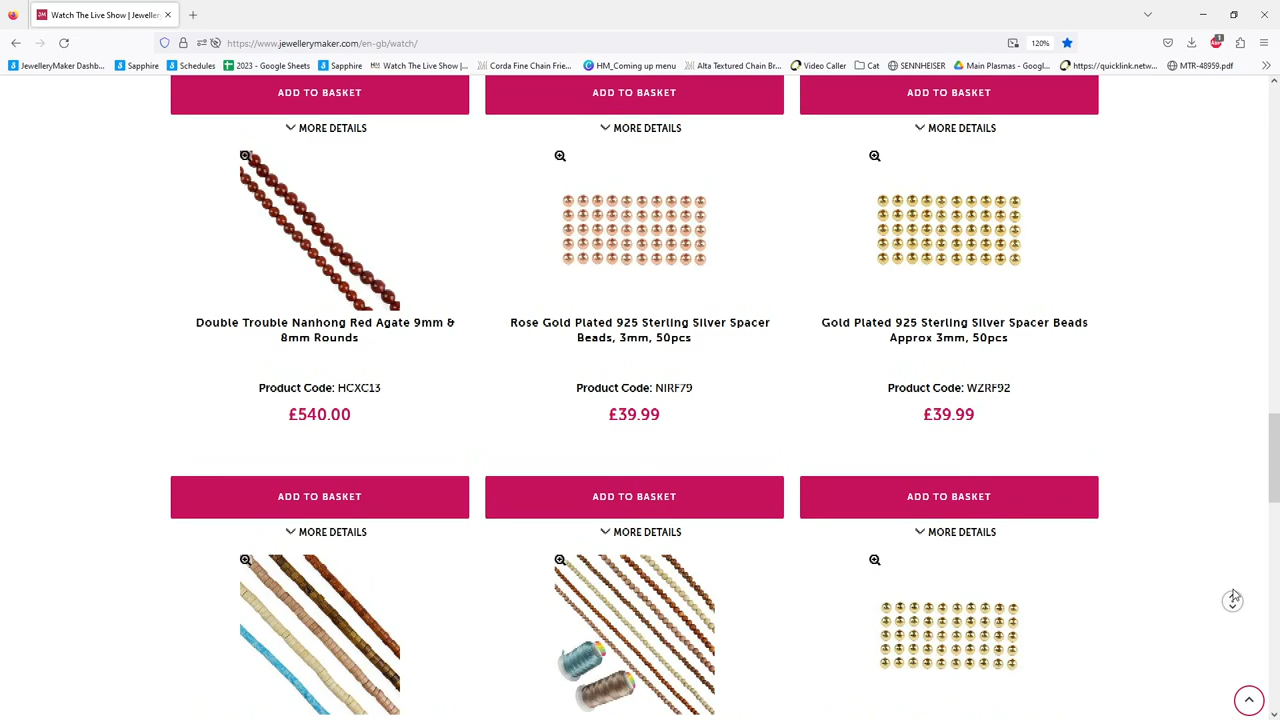 Watch The Live Show | Jeweller
https://www.jewellerymaker.com/en-gb/watch/
120%
1
JewelleryMaker Dashb...
Sapphire
Schedules
2023 - Google Sheets
Sapphire
Watch The Live Show |...
Corda Fine Chain Frie...
HM_Coming up menu
Alta Textured Chain Br...
Video Caller
Cat
SENNHEISER
Main Plasmas - Googl...
https://quicklink.netw...
MTR-48959.pdf
ADD TO BASKET
ADD TO BASKET
ADD TO BASKET
MORE DETAILS
MORE DETAILS
MORE DETAILS
Double Trouble Nanhong Red Agate 9mm &
8mm Rounds
Product Code: HCXC13
£540.00
Rose Gold Plated 925 Sterling Silver Spacer
Beads, 3mm, 50pcs
Product Code: NIRF79
£39.99
Gold Plated 925 Sterling Silver Spacer Beads
Approx 3mm, 50pcs
Product Code: WZRF92
£39.99
ADD TO BASKET
ADD TO BASKET
ADD TO BASKET
MORE DETAILS
MORE DETAILS
MORE DETAILS